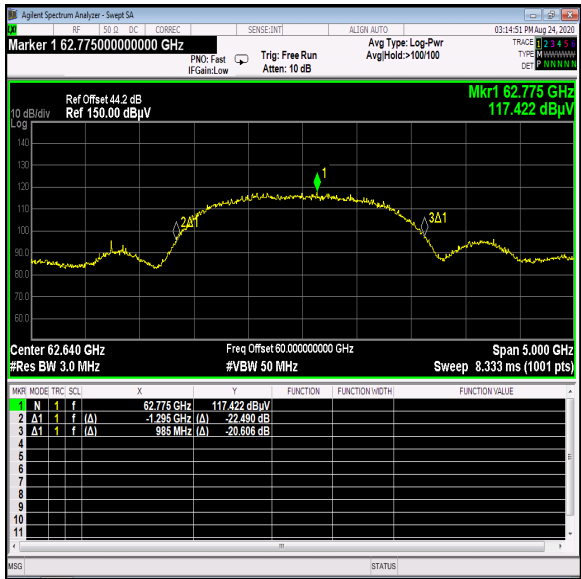 Agilent Spectrum Analyzer - Swept SA
RF 50 Ω DC CORREC SENSE:INT ALIGN AUTO 03:14:51 PM Aug 24, 2020
Marker 1 62.775000000000 GHz
PNO: Fast Trig: Free Run Avg Type: Log-Pwr TRACE 1 2 3 4 5 6
IFGain:Low Atten: 10 dB Avg|Hold:>100/100 TYPE M WWWWW
DET P N N N N N
Mkr1 62.775 GHz
117.422 dBµV
Ref Offset 44.2 dB
10 dB/div Ref 150.00 dBµV
Log
140
130
120
110
100
90.0
80.0
70.0
60.0
1
2Δ1
3Δ1
Center 62.640 GHz Freq Offset 60.000000000 GHz Span 5.000 GHz
#Res BW 3.0 MHz #VBW 50 MHz Sweep 8.333 ms (1001 pts)
MKR MODE TRC SCL X Y FUNCTION FUNCTION WIDTH FUNCTION VALUE
1 N 1 f 62.775 GHz 117.422 dBµV
2 Δ1 1 f (Δ) -1.295 GHz (Δ) -22.490 dB
3 Δ1 1 f (Δ) 985 MHz (Δ) -20.606 dB
4
5
6
7
8
9
10
11
MSG STATUS